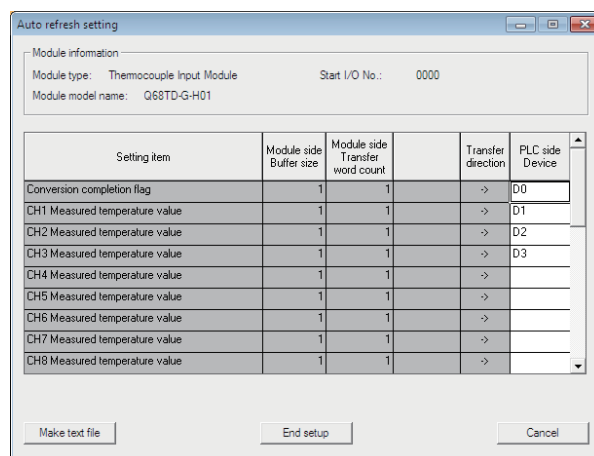 Auto refresh setting
Module information
Module type: Thermocouple Input Module Start I/O No.: 0000
Module model name: Q68TD-G-H01
Setting item Module side Buffer size Module side Transfer word count Transfer direction PLC side Device
Conversion completion flag 1 1 -> D0
CH1 Measured temperature value 1 1 -> D1
CH2 Measured temperature value 1 1 -> D2
CH3 Measured temperature value 1 1 -> D3
CH4 Measured temperature value 1 1 ->
CH5 Measured temperature value 1 1 ->
CH6 Measured temperature value 1 1 ->
CH7 Measured temperature value 1 1 ->
CH8 Measured temperature value 1 1 ->
Make text file End setup Cancel